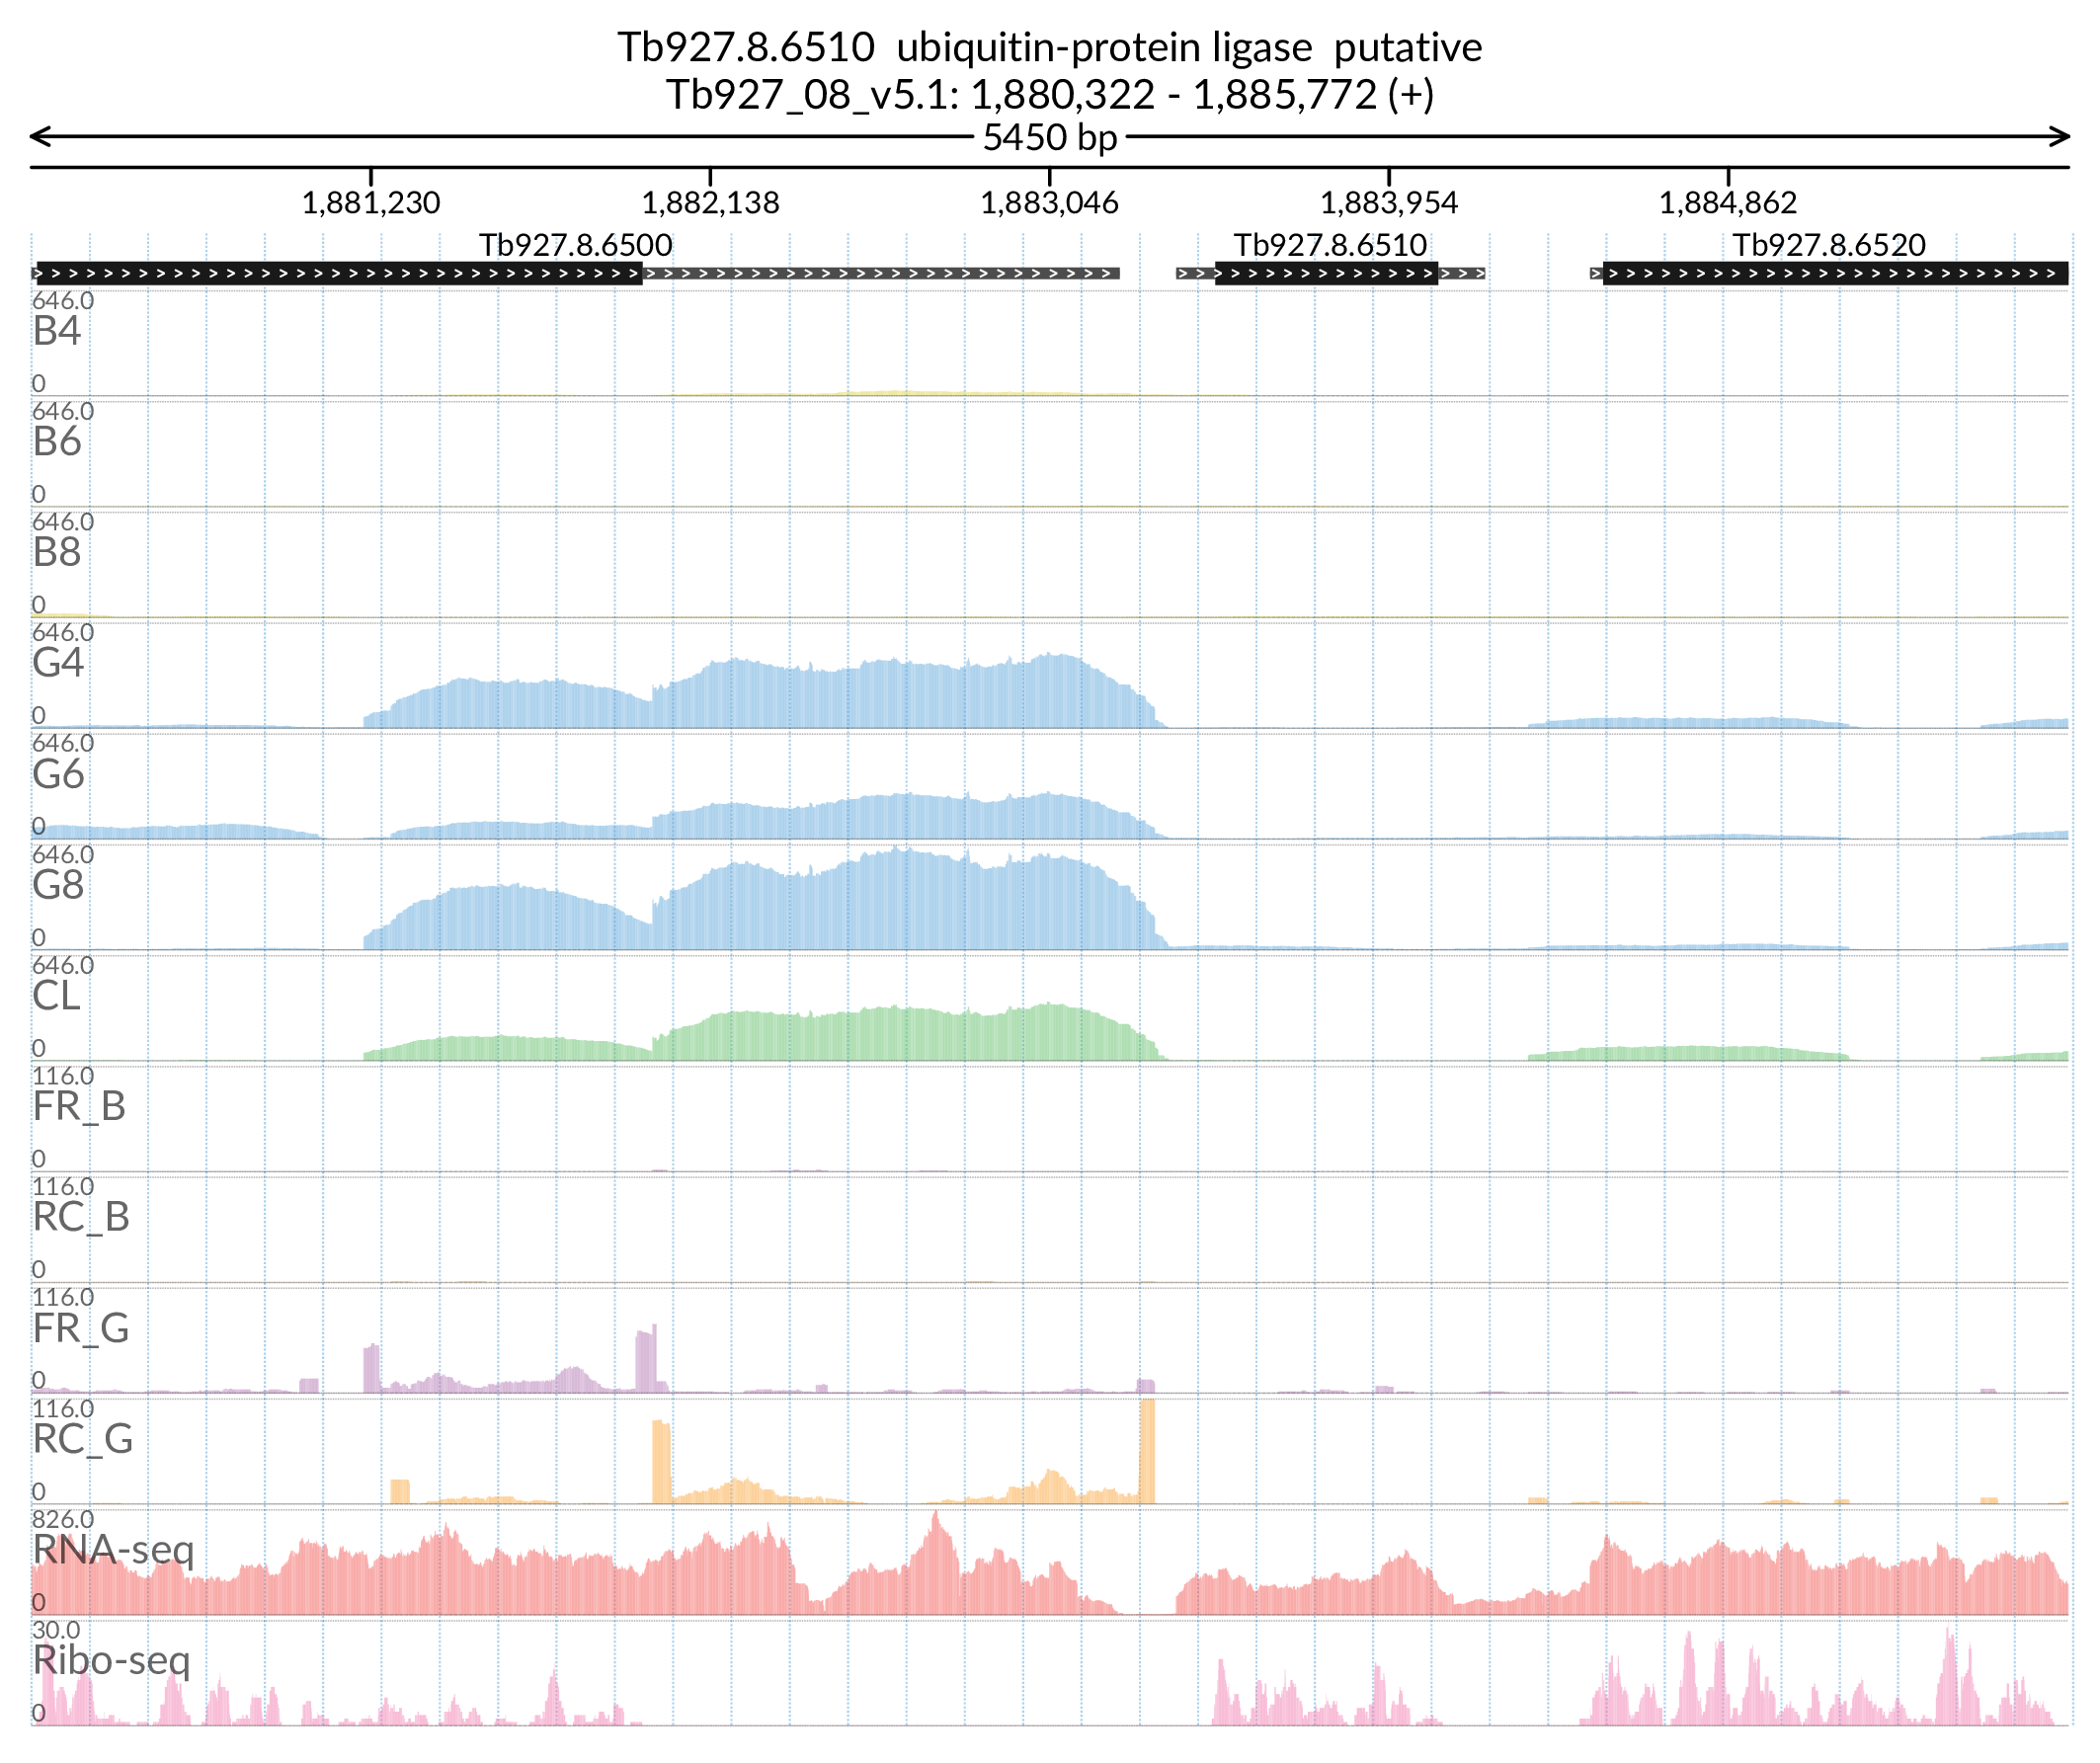 Tb927.8.6510 ubiquitin-protein ligase putative
Tb927_08_v5.1: 1,880,322 - 1,885,772 (+)
5450 bp
1,881,230 1,882,138 1,883,046 1,883,954 1,884,862
Tb927.8.6500 Tb927.8.6510 Tb927.8.6520
646.0
B4
0
646.0
B6
0
646.0
B8
0
646.0
G4
0
646.0
G6
0
646.0
G8
0
646.0
CL
0
116.0
FR_B
0
116.0
RC_B
0
116.0
FR_G
0
116.0
RC_G
0
826.0
RNA-seq
0
30.0
Ribo-seq
0